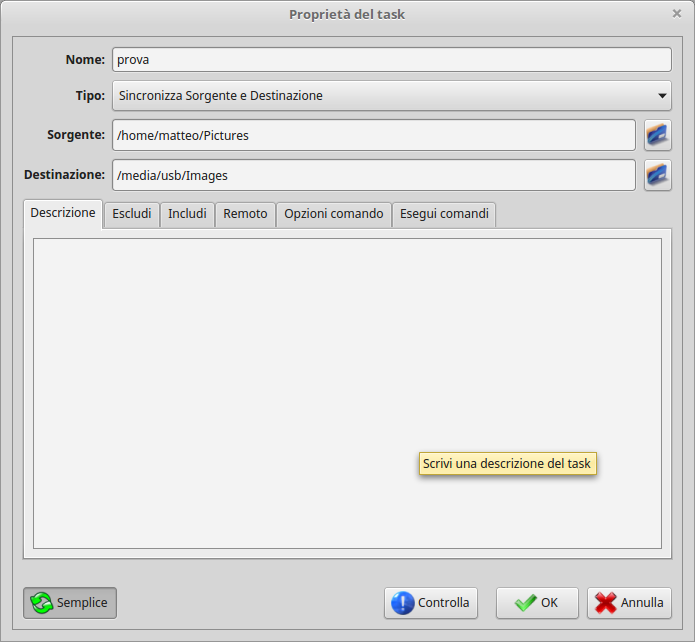 Proprietà del task
Nome: prova
Tipo: Sincronizza Sorgente e Destinazione
Sorgente: /home/matteo/Pictures
Destinazione: /media/usb/Images
Descrizione Escludi Includi Remoto Opzioni comando Esegui comandi
Scrivi una descrizione del task
Semplice Controlla OK Annulla